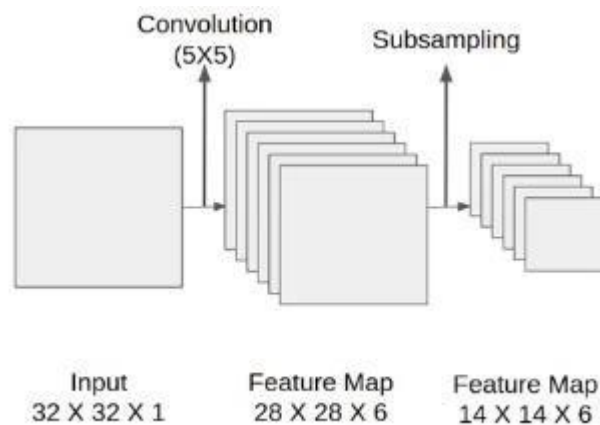 Convolution
(5X5)
Subsampling
Input
32 X 32 X 1
Feature Map
28 X 28 X 6
Feature Map
14 X 14 X 6